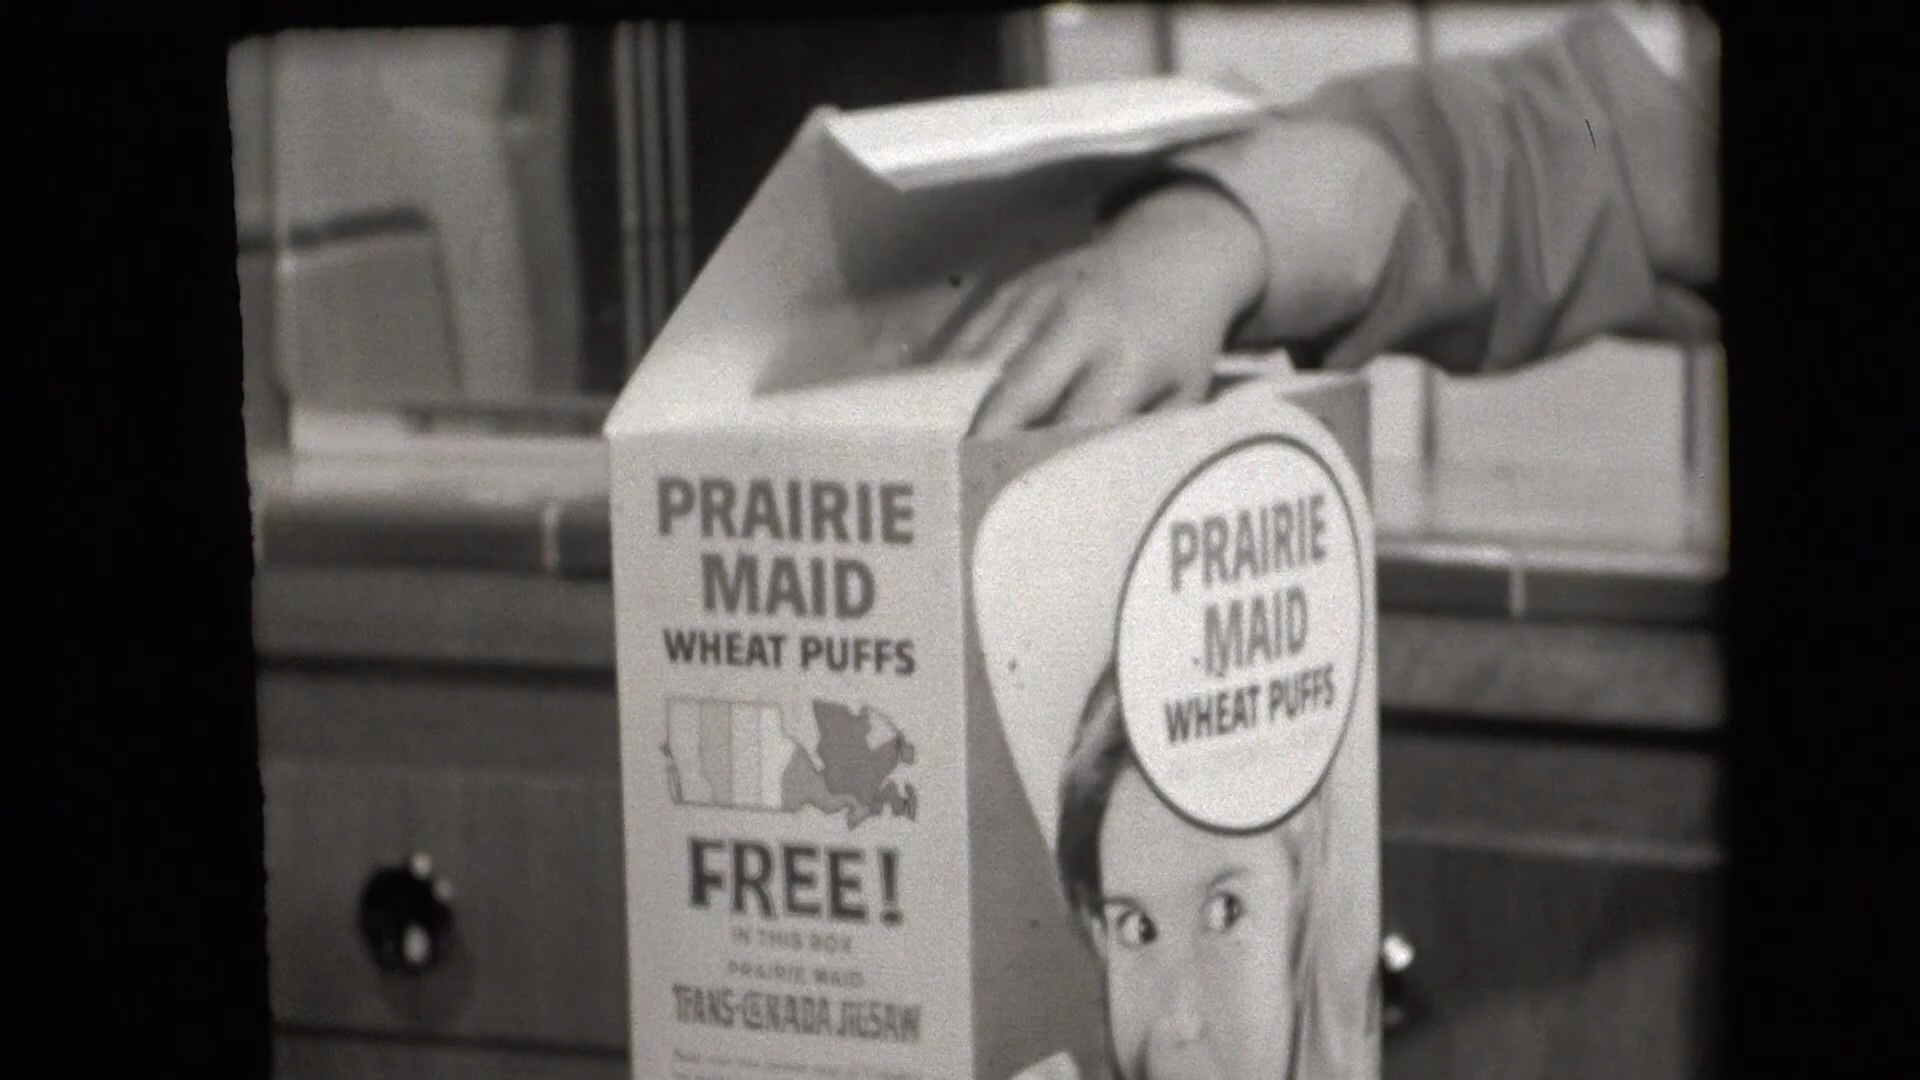 PRAIRIE
MAID
WHEAT PUFFS
FREE!
IN THIS BOX
PRAIRIE MAID
TRANS-CANADA JIGSAW
PRAIRIE
MAID
WHEAT PUFFS